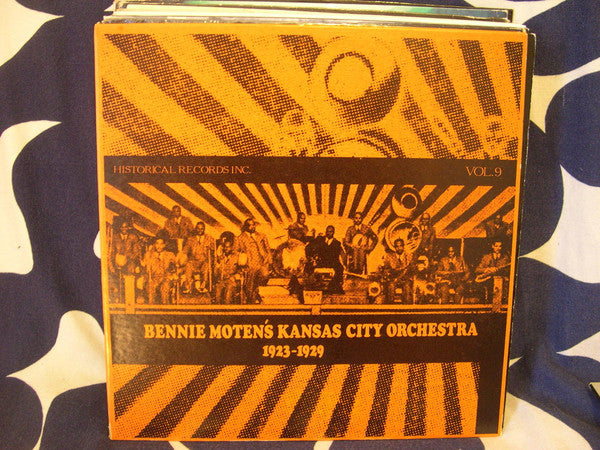 HISTORICAL RECORDS INC. VOL. 9
BENNIE MOTEN'S KANSAS CITY ORCHESTRA
1923-1929